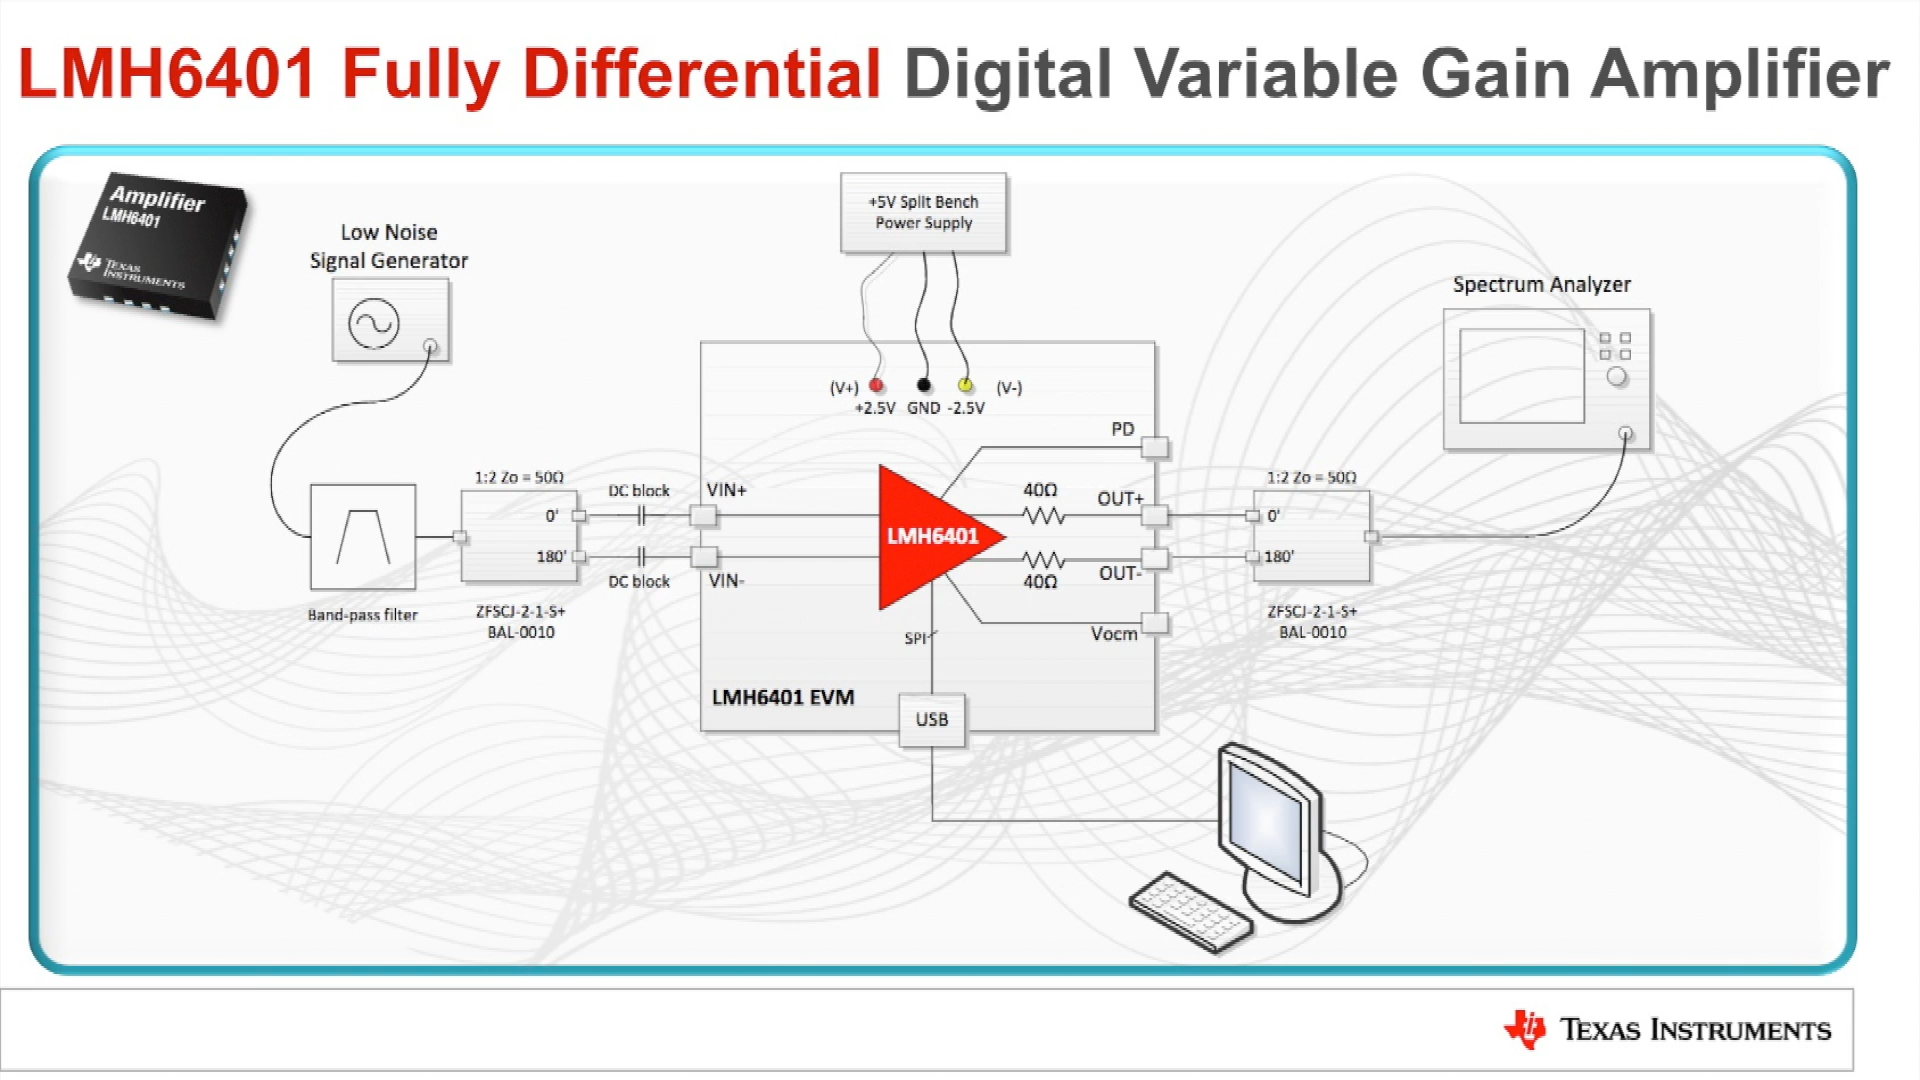 LMH6401 Fully Differential Digital Variable Gain Amplifier
Amplifier
LMH6401
TEXAS
INSTRUMENTS
Low Noise
Signal Generator
+5V Split Bench
Power Supply
Spectrum Analyzer
(V+)
(V-)
+2.5V GND -2.5V
PD
1:2 Zo = 50Ω
DC block
VIN+
40Ω
OUT+
1:2 Zo = 50Ω
0'
0'
LMH6401
180'
180'
DC block
VIN-
40Ω
OUT-
Band-pass filter
ZFSCJ-2-1-S+
BAL-0010
SPI
Vocm
ZFSCJ-2-1-S+
BAL-0010
LMH6401 EVM
USB
TEXAS INSTRUMENTS